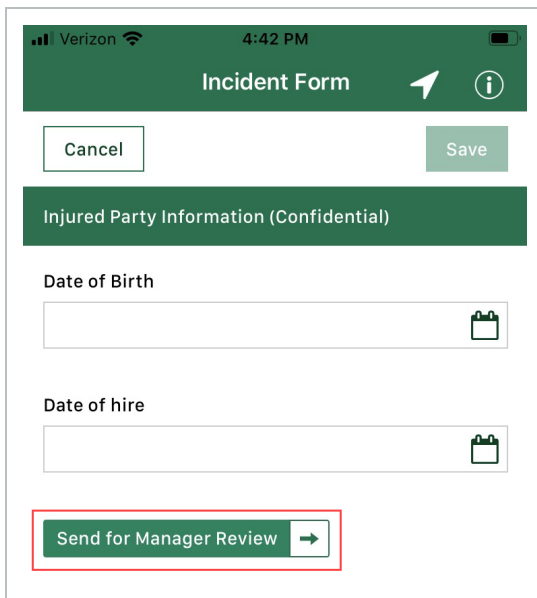 Verizon 4:42 PM
Incident Form
Cancel Save
Injured Party Information (Confidential)
Date of Birth
Date of hire
Send for Manager Review